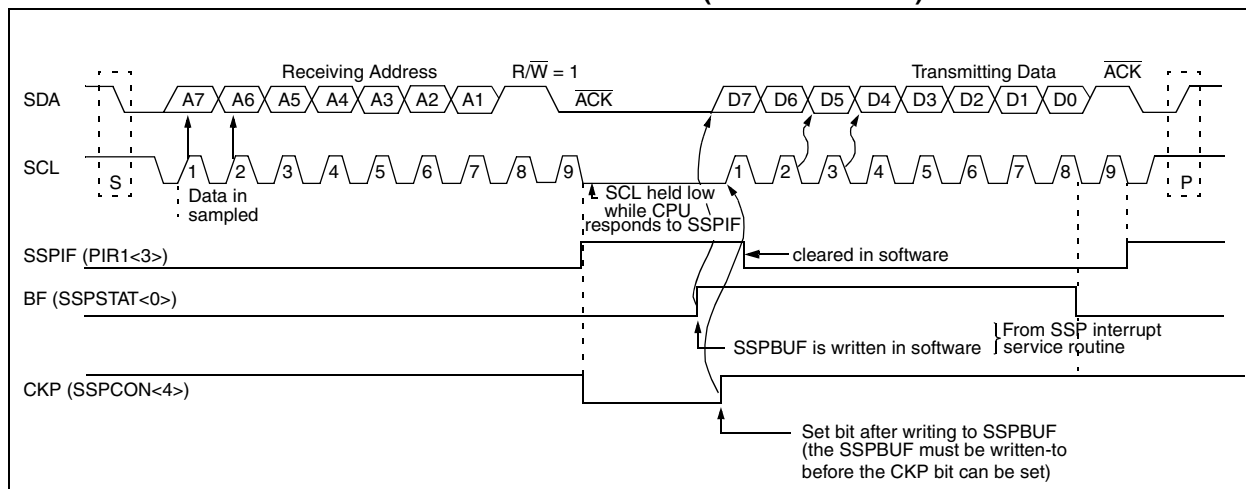 Receiving Address R/W = 1 Transmitting Data ACK
SDA A7 A6 A5 A4 A3 A2 A1 ACK D7 D6 D5 D4 D3 D2 D1 D0
SCL S 1 2 3 4 5 6 7 8 9 1 2 3 4 5 6 7 8 9 P
Data in
sampled
SCL held low
while CPU
responds to SSPIF
SSPIF (PIR1<3>)
cleared in software
BF (SSPSTAT<0>)
SSPBUF is written in software
From SSP interrupt
service routine
CKP (SSPCON<4>)
Set bit after writing to SSPBUF
(the SSPBUF must be written-to
before the CKP bit can be set)